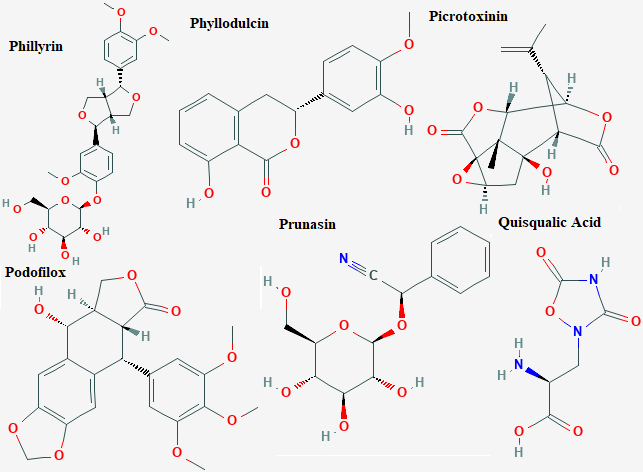 Phillyrin
Phyllodulcin
Picrotoxinin
Podofilox
Prunasin
Quisqualic Acid